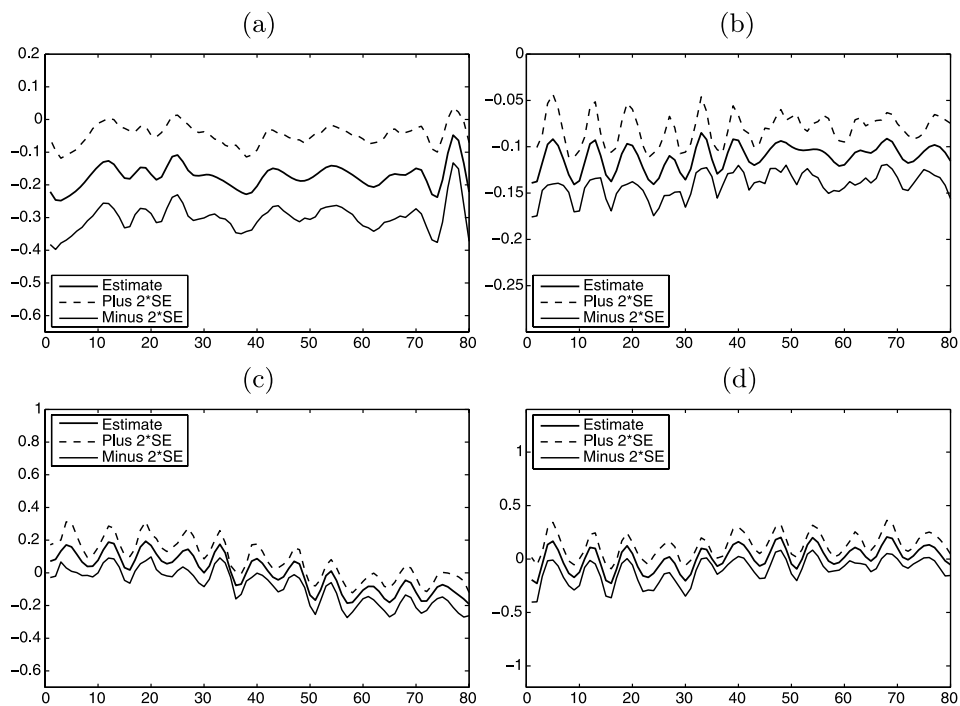 (a)
0.2
0.1
0
−0.1
−0.2
−0.3
−0.4
−0.5
−0.6
Estimate
Plus 2*SE
Minus 2*SE
0 10 20 30 40 50 60 70 80
(b)
0
−0.05
−0.1
−0.15
−0.2
−0.25
Estimate
Plus 2*SE
Minus 2*SE
0 10 20 30 40 50 60 70 80
(c)
1
0.8
0.6
0.4
0.2
0
−0.2
−0.4
−0.6
Estimate
Plus 2*SE
Minus 2*SE
0 10 20 30 40 50 60 70 80
(d)
1
0.5
0
−0.5
−1
Estimate
Plus 2*SE
Minus 2*SE
0 10 20 30 40 50 60 70 80